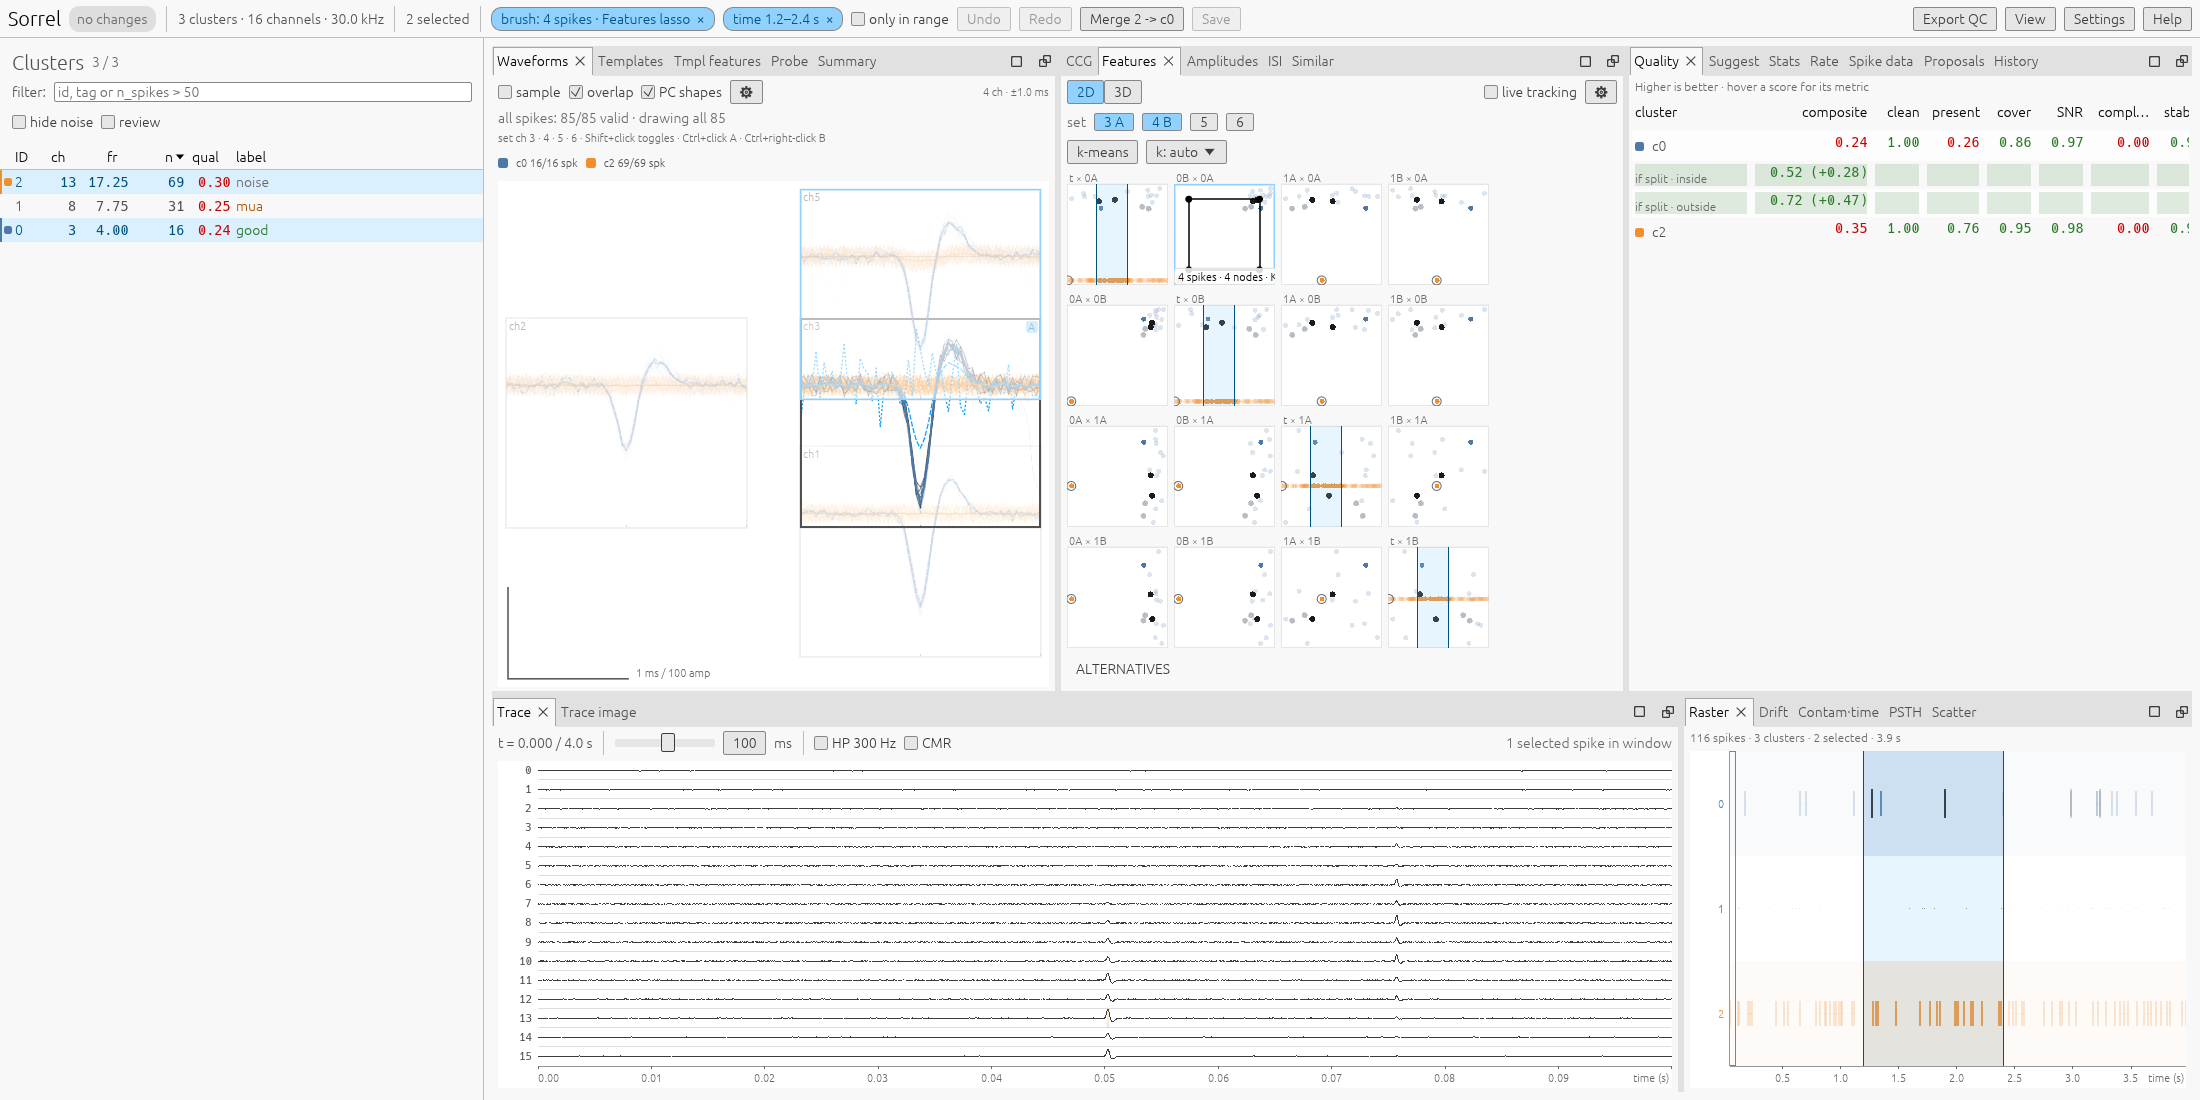 Sorrel no changes 3 clusters · 16 channels · 30.0 kHz 2 selected brush: 4 spikes · Features lasso × time 1.2–2.4 s × only in range Undo Redo Merge 2 -> c0 Save Export QC View Settings Help
Clusters 3 / 3
filter: id, tag or n_spikes > 50
hide noise review
ID ch fr n▼ qual label
2 13 17.25 69 0.30 noise
1 8 7.75 31 0.25 mua
0 3 4.00 16 0.24 good
Waveforms Templates Tmpl features Probe Summary
sample overlap PC shapes 4 ch · ±1.0 ms
all spikes: 85/85 valid · drawing all 85
set ch 3 · 4 · 5 · 6 · Shift+click toggles · Ctrl+click A · Ctrl+right-click B
c0 16/16 spk c2 69/69 spk
ch5
ch2
ch3 A
ch1
1 ms / 100 amp
CCG Features Amplitudes ISI Similar
2D 3D live tracking
set 3 A 4 B 5 6
k-means k: auto ▼
t × 0A 0B × 0A 1A × 0A 1B × 0A
4 spikes · 4 nodes · K
0A × 0B t × 0B 1A × 0B 1B × 0B
0A × 1A 0B × 1A t × 1A 1B × 1A
0A × 1B 0B × 1B 1A × 1B t × 1B
ALTERNATIVES
Quality Suggest Stats Rate Spike data Proposals History
Higher is better · hover a score for its metric
cluster composite clean present cover SNR compl… stab
c0 0.24 1.00 0.26 0.86 0.97 0.00 0.9
if split · inside 0.52 (+0.28)
if split · outside 0.72 (+0.47)
c2 0.35 1.00 0.76 0.95 0.98 0.00 0.9
Trace Trace image
t = 0.000 / 4.0 s 100 ms HP 300 Hz CMR 1 selected spike in window
0
1
2
3
4
5
6
7
8
9
10
11
12
13
14
15
0.00 0.01 0.02 0.03 0.04 0.05 0.06 0.07 0.08 0.09 time (s)
Raster Drift Contam·time PSTH Scatter
116 spikes · 3 clusters · 2 selected · 3.9 s
0
1
2
0.5 1.0 1.5 2.0 2.5 3.0 3.5 time (s)